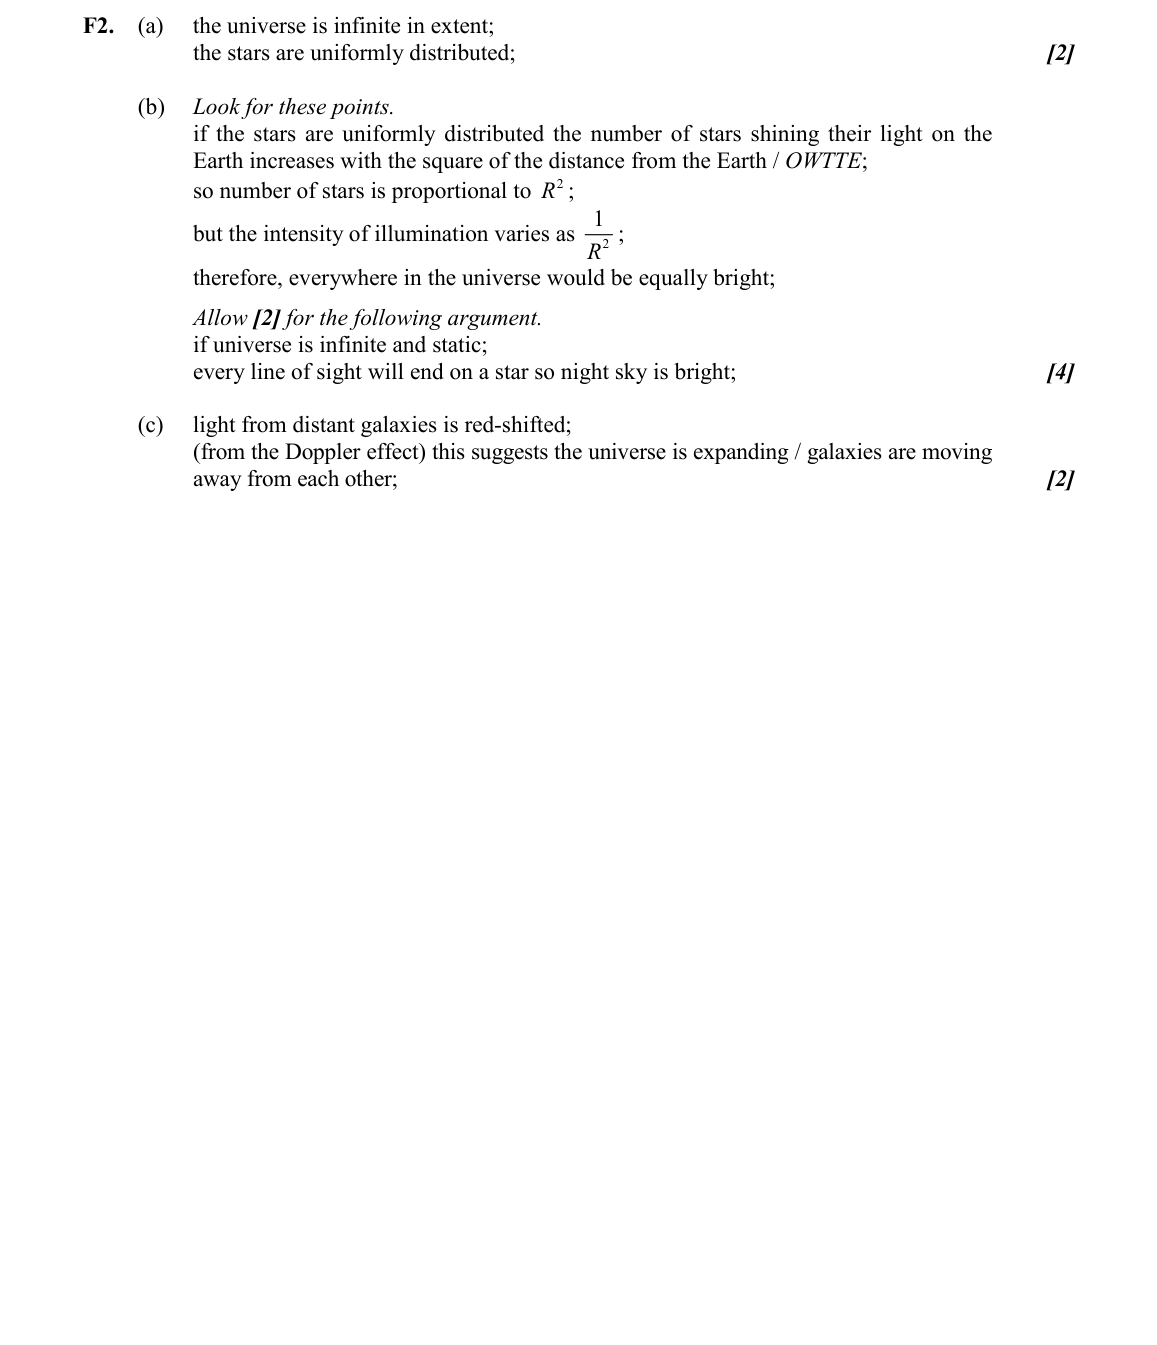 F2. (a) the universe is infinite in extent;
the stars are uniformly distributed; [2]
(b) Look for these points.
if the stars are uniformly distributed the number of stars shining their light on the
Earth increases with the square of the distance from the Earth / OWTTE;
so number of stars is proportional to R²;
but the intensity of illumination varies as 1/R²;
therefore, everywhere in the universe would be equally bright;
Allow [2] for the following argument.
if universe is infinite and static;
every line of sight will end on a star so night sky is bright; [4]
(c) light from distant galaxies is red-shifted;
(from the Doppler effect) this suggests the universe is expanding / galaxies are moving
away from each other; [2]